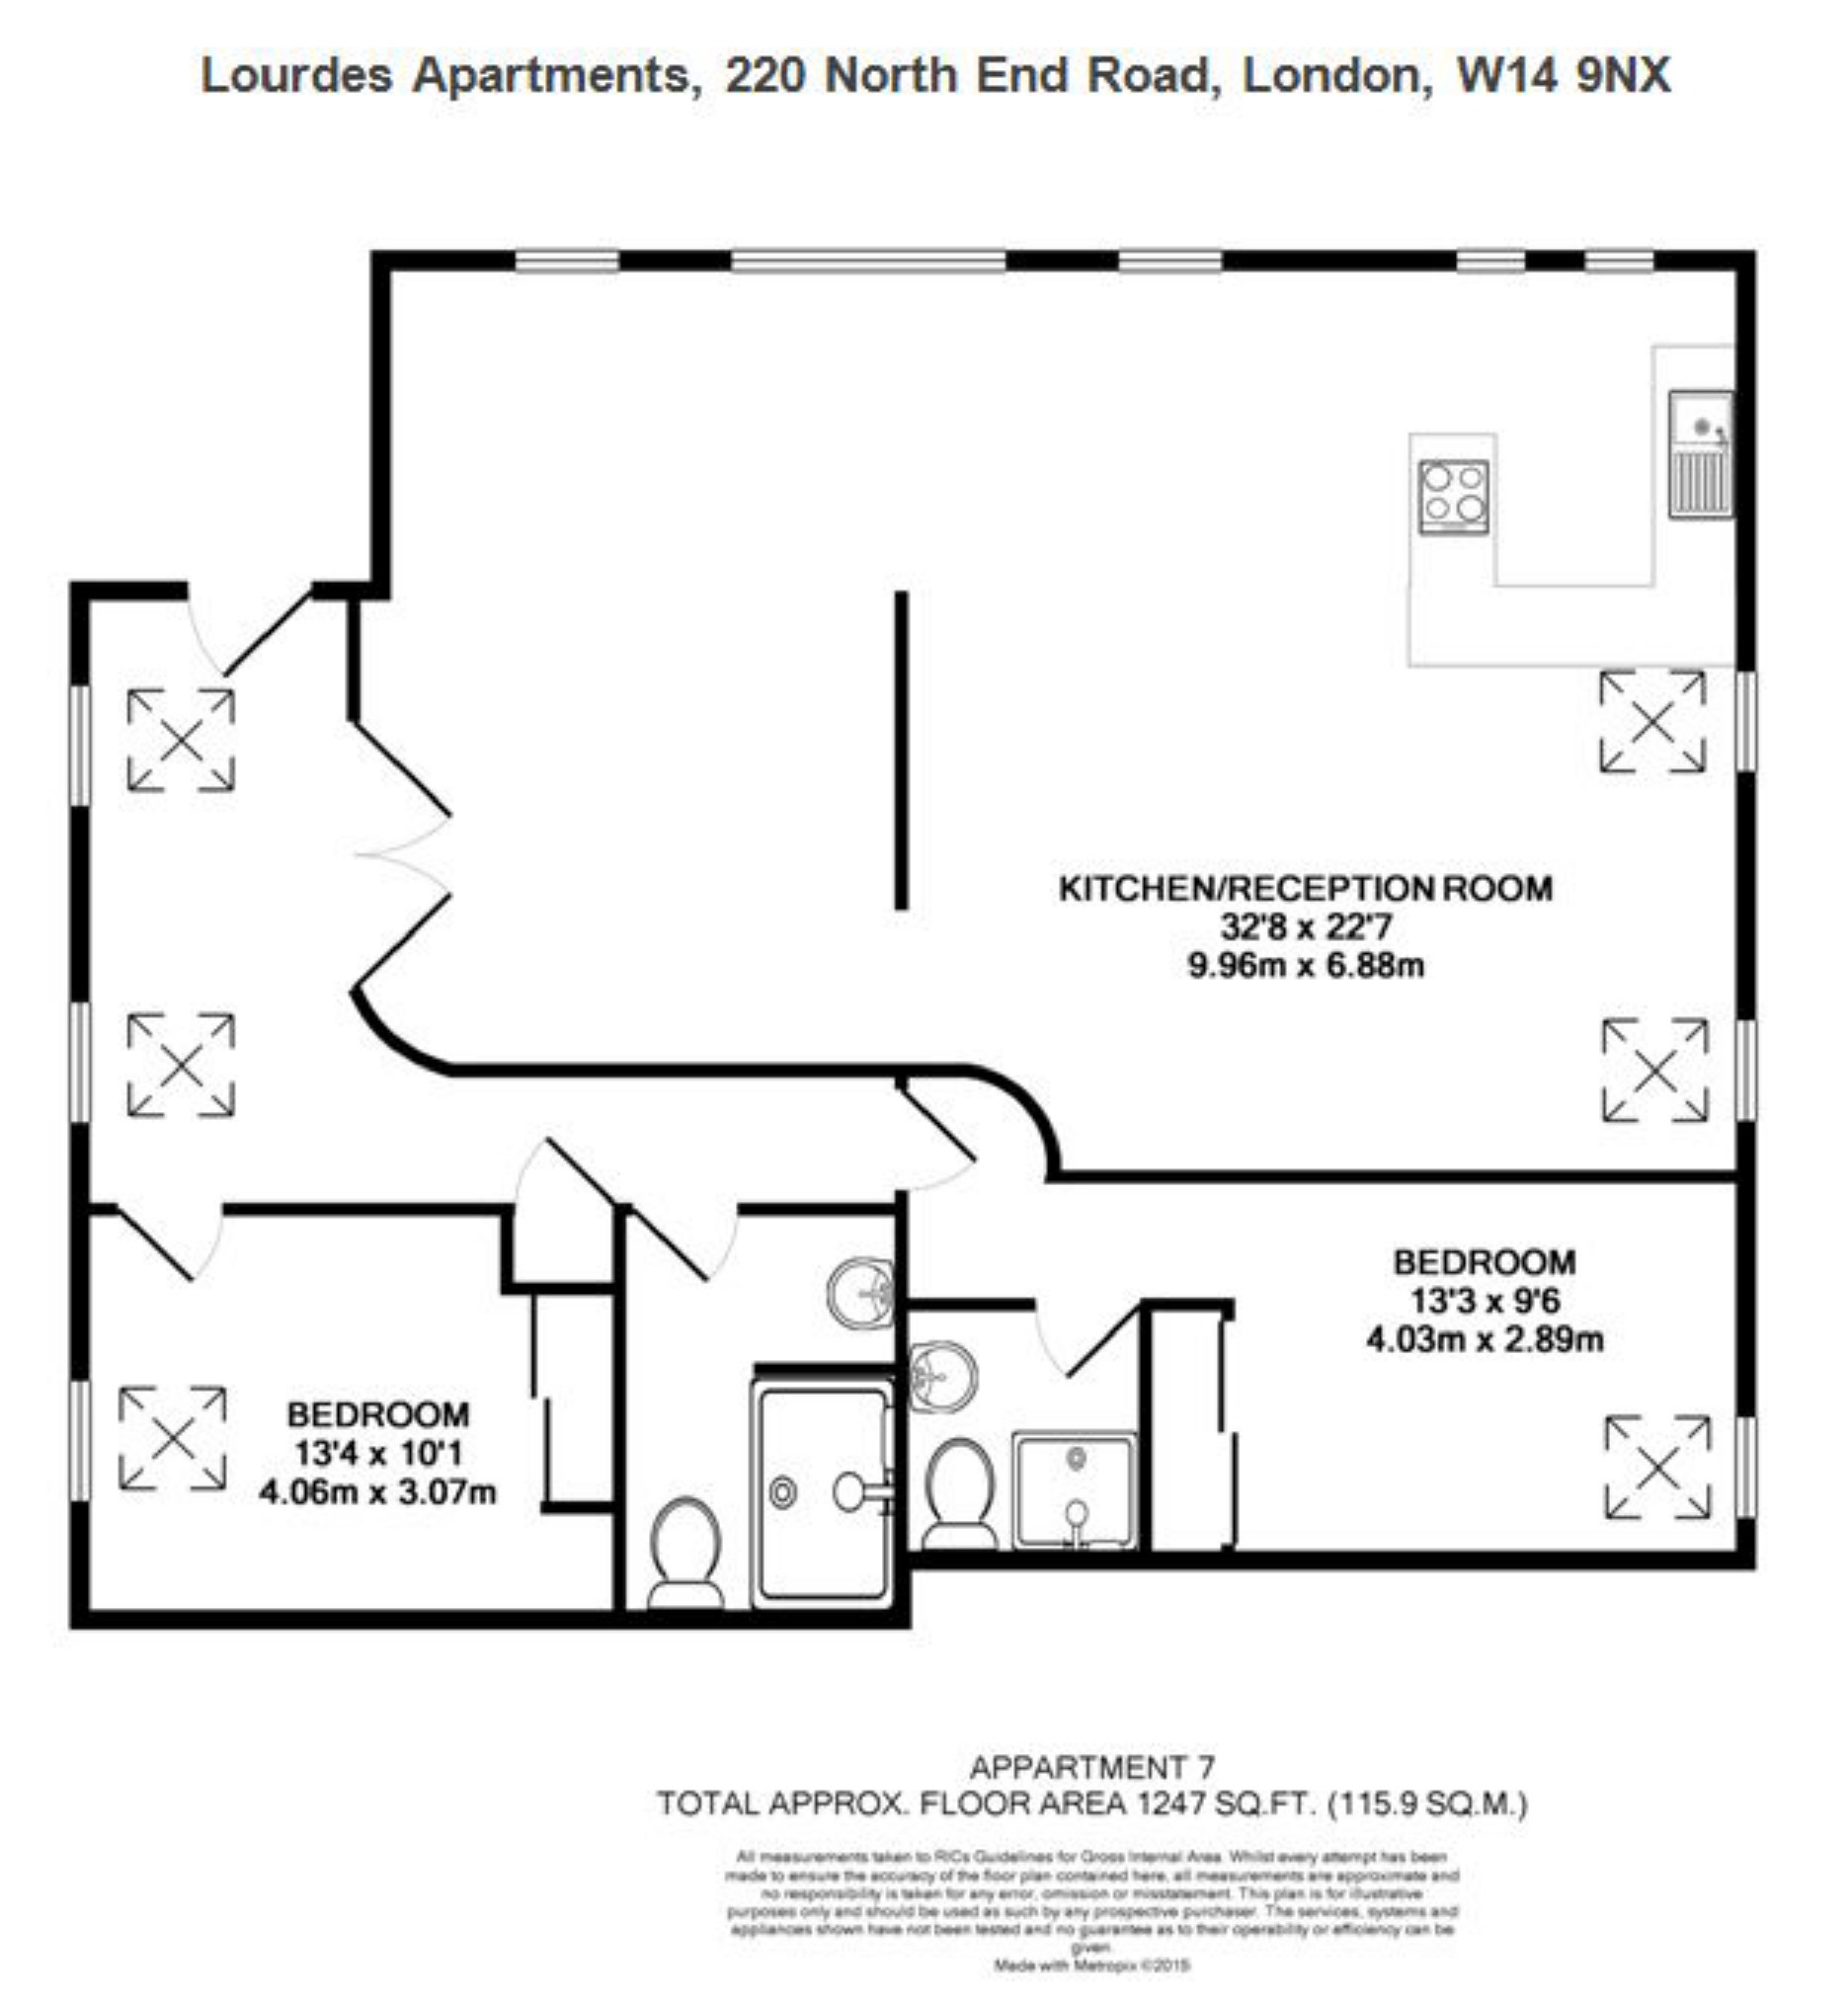 Lourdes Apartments, 220 North End Road, London, W14 9NX
KITCHEN/RECEPTION ROOM
32'8 x 22'7
9.96m x 6.88m
BEDROOM
13'3 x 9'6
4.03m x 2.89m
BEDROOM
13'4 x 10'1
4.06m x 3.07m
APPARTMENT 7
TOTAL APPROX. FLOOR AREA 1247 SQ.FT. (115.9 SQ.M.)
All measurements taken to RICs Guidelines for Gross Internal Area. Whilst every attempt has been
made to ensure the accuracy of the floor plan contained here, all measurements are approximate and
no responsibility is taken for any error, omission or misstatement. This plan is for illustrative
purposes only and should be used as such by any prospective purchaser. The services, systems and
appliances shown have not been tested and no guarantee as to their operability or efficiency can be
given
Made with Metropix ©2015